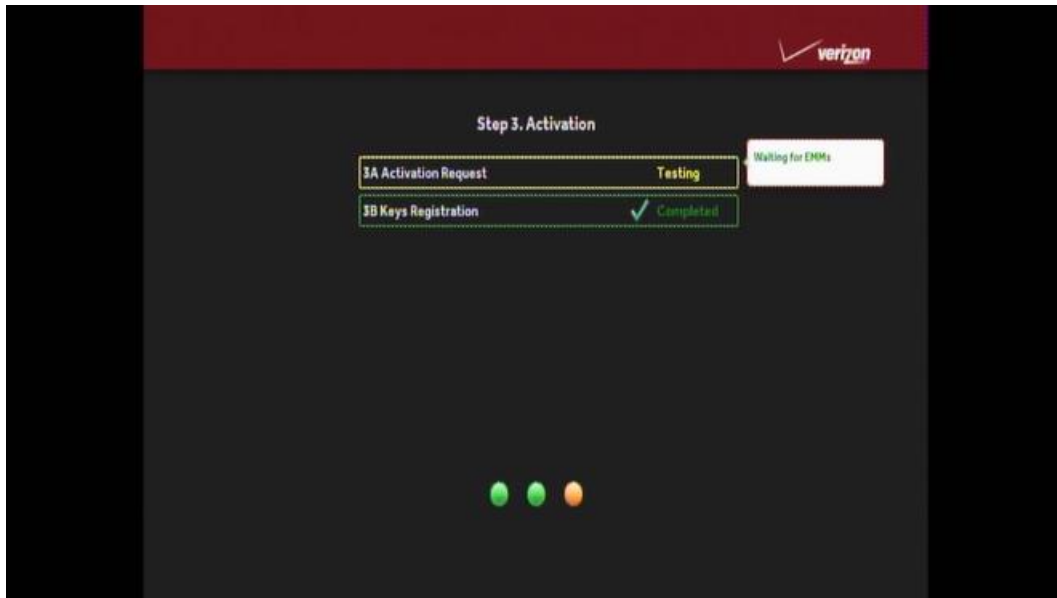 verizon
Step 3. Activation
3A Activation Request Testing
Waiting for EMMs
3B Keys Registration Completed